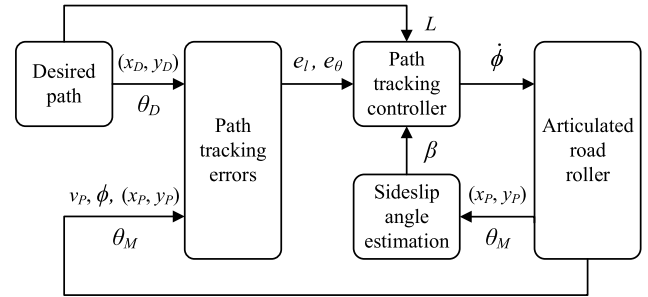 L
Desired
path
(x_D, y_D)
θ_D
Path
tracking
errors
e_l, e_θ
Path
tracking
controller
ϕ̇
Articulated
road
roller
β
Sideslip
angle
estimation
(x_P, y_P)
θ_M
v_P, ϕ, (x_P, y_P)
θ_M